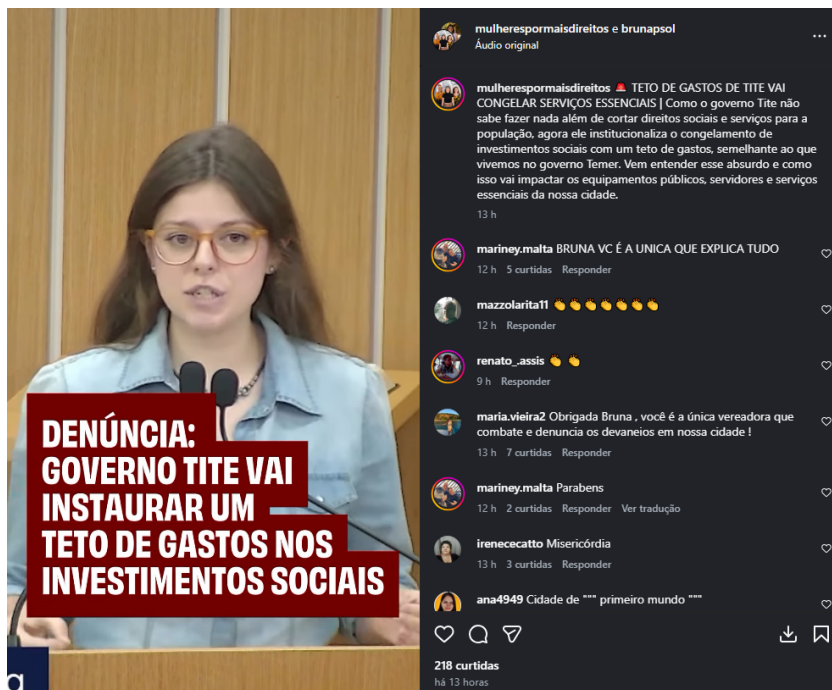 DENÚNCIA:
GOVERNO TITE VAI
INSTAURAR UM
TETO DE GASTOS NOS
INVESTIMENTOS SOCIAIS
a
mulherespormaisdireitos e brunapsol
Áudio original
mulherespormaisdireitos 🚨 TETO DE GASTOS DE TITE VAI
CONGELAR SERVIÇOS ESSENCIAIS | Como o governo Tite não
sabe fazer nada além de cortar direitos sociais e serviços para a
população, agora ele institucionaliza o congelamento de
investimentos sociais com um teto de gastos, semelhante ao que
vivemos no governo Temer. Vem entender esse absurdo e como
isso vai impactar os equipamentos públicos, servidores e serviços
essenciais da nossa cidade.
13 h
mariney.malta BRUNA VC É A UNICA QUE EXPLICA TUDO
12 h 5 curtidas Responder
mazzolarita11 👏👏👏👏👏👏👏
12 h Responder
renato_.assis 👏👏
9 h Responder
maria.vieira2 Obrigada Bruna , você é a única vereadora que
combate e denuncia os devaneios em nossa cidade !
13 h 7 curtidas Responder
mariney.malta Parabens
12 h 2 curtidas Responder Ver tradução
irenececatto Misericórdia
13 h 3 curtidas Responder
ana4949 Cidade de """ primeiro mundo """
218 curtidas
há 13 horas